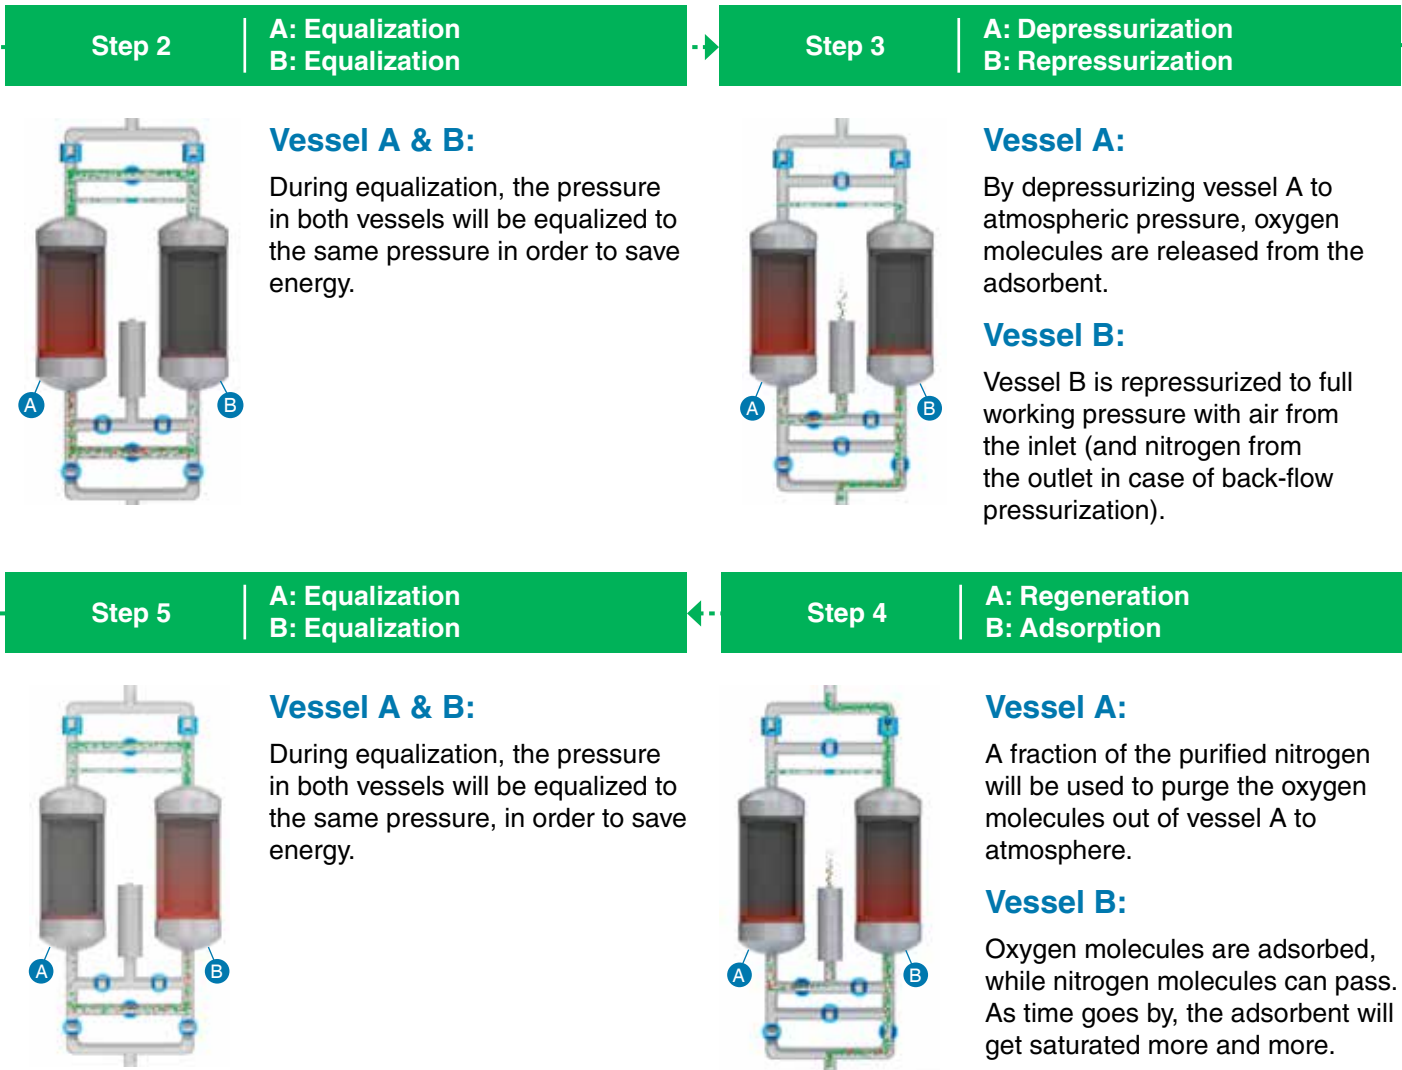 Step 2
A: Equalization
B: Equalization
Vessel A & B:
During equalization, the pressure
in both vessels will be equalized to
the same pressure in order to save
energy.
A
B
Step 3
A: Depressurization
B: Repressurization
Vessel A:
By depressurizing vessel A to
atmospheric pressure, oxygen
molecules are released from the
adsorbent.
Vessel B:
Vessel B is repressurized to full
working pressure with air from
the inlet (and nitrogen from
the outlet in case of back-flow
pressurization).
A
B
Step 5
A: Equalization
B: Equalization
Vessel A & B:
During equalization, the pressure
in both vessels will be equalized to
the same pressure, in order to save
energy.
A
B
Step 4
A: Regeneration
B: Adsorption
Vessel A:
A fraction of the purified nitrogen
will be used to purge the oxygen
molecules out of vessel A to
atmosphere.
Vessel B:
Oxygen molecules are adsorbed,
while nitrogen molecules can pass.
As time goes by, the adsorbent will
get saturated more and more.
A
B